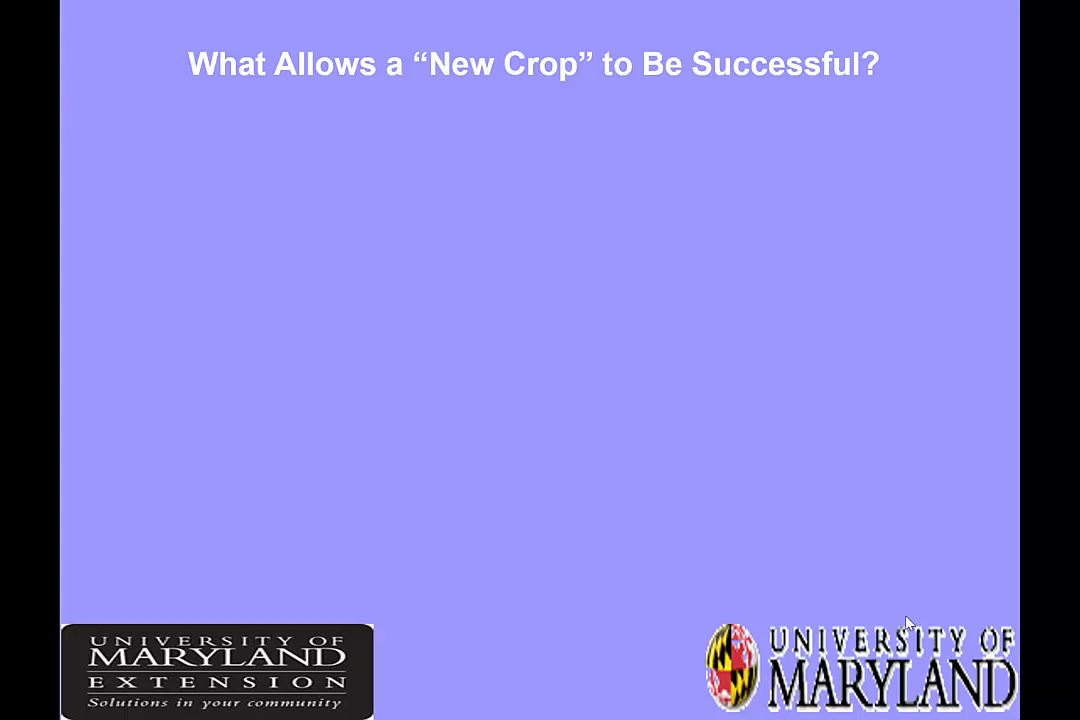 What Allows a “New Crop” to Be Successful?
UNIVERSITY OF
MARYLAND
EXTENSION
Solutions in your community
UNIVERSITY OF
MARYLAND